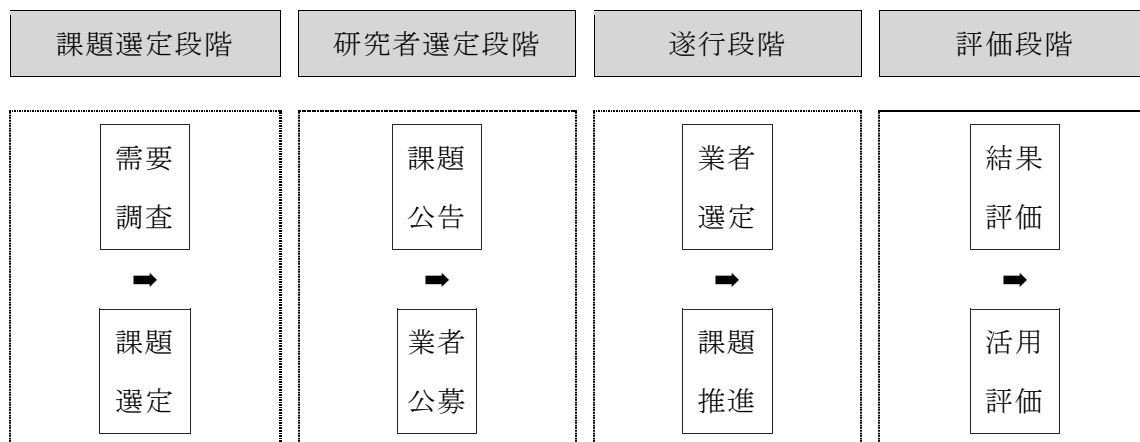 課題選定段階
研究者選定段階
遂行段階
評価段階
需要
調査
➡
課題
選定
課題
公告
➡
業者
公募
業者
選定
➡
課題
推進
結果
評価
➡
活用
評価